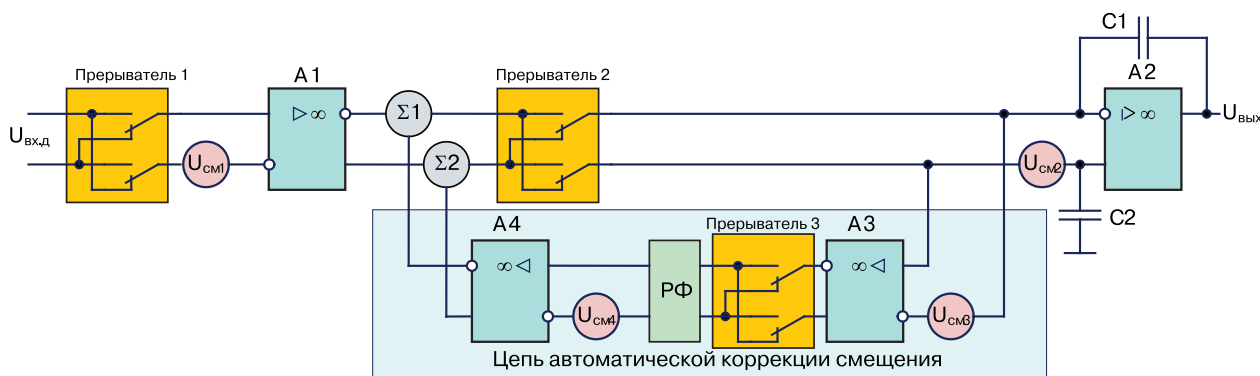 C1
Прерыватель 1
A1
Прерыватель 2
A2
Uвх.д
▷∞
Σ1
▷∞
Uвых
Uсм1
Σ2
Uсм2
A4
Прерыватель 3
A3
C2
∞◁
РФ
∞◁
Uсм4
Uсм3
Цепь автоматической коррекции смещения